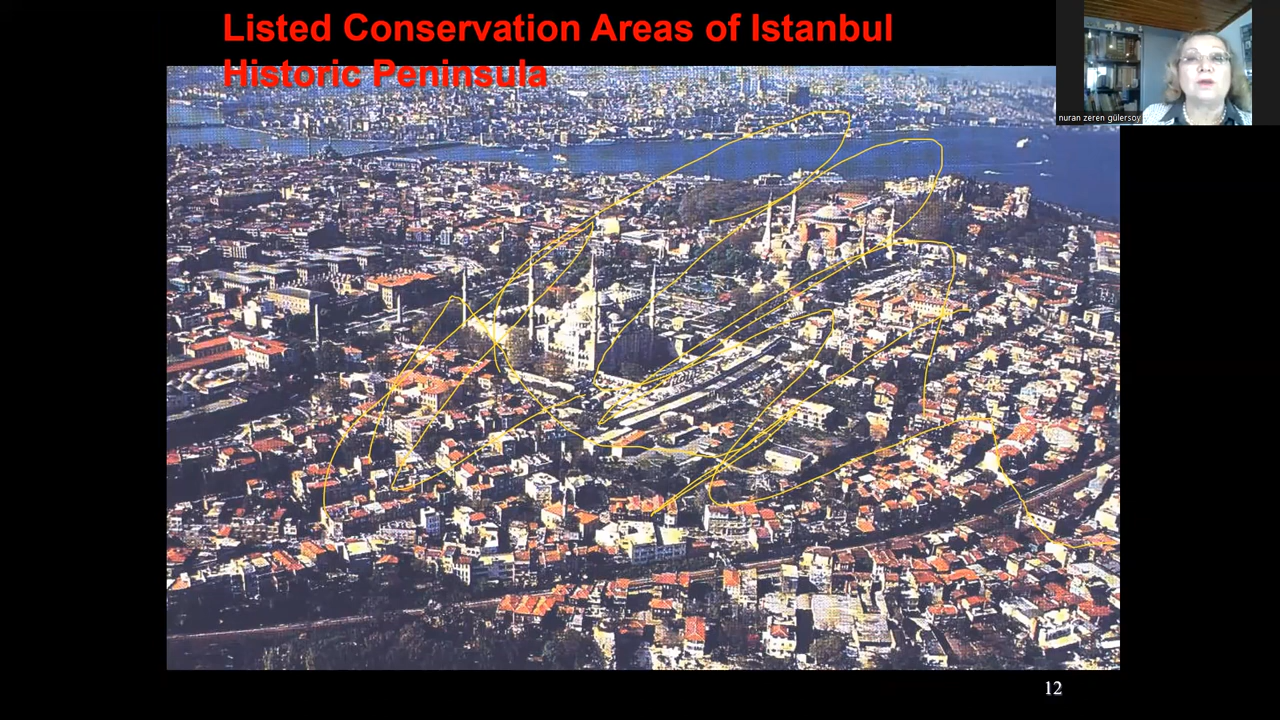 Listed Conservation Areas of Istanbul
Historic Peninsula
nuran zeren gülersoy
12